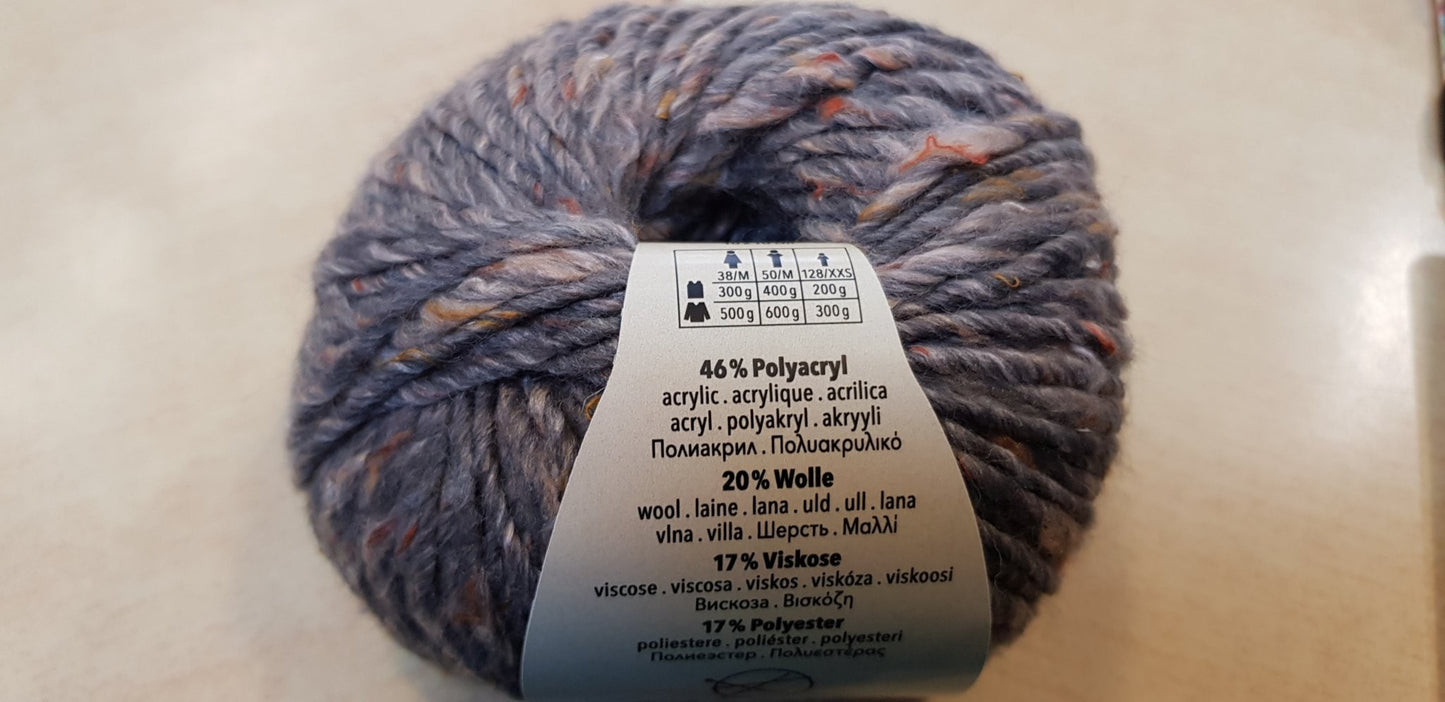 38/M 50/M 128/XXS
300g 400g 200g
500g 600g 300g
46% Polyacryl
acrylic . acrylique . acrilica
acryl . polyakryl . akryyli
Полиакрил . Πολυακρυλικό
20% Wolle
wool . laine . lana . uld . ull . lana
vlna . villa . Шерсть . Μαλλί
17% Viskose
viscose . viscosa . viskos . viskóza . viskoosi
Вискоза . Βισκόζη
17% Polyester
poliestere . poliéster . polyesteri
Полиэстер . Πολυεστέρας